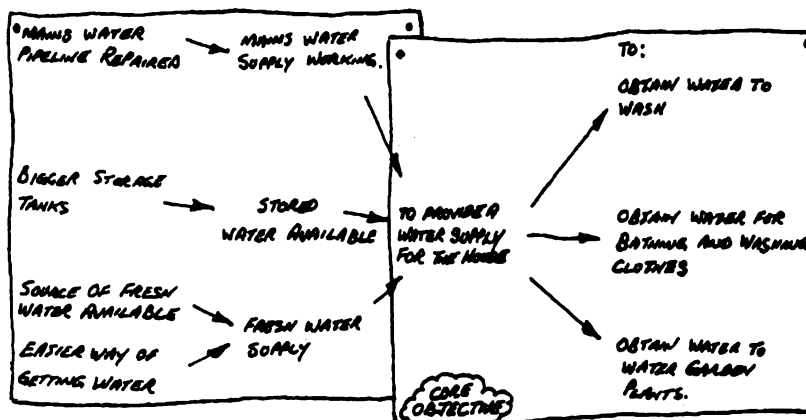 MAINS WATER
PIPELINE REPAIRED
MAINS WATER
SUPPLY WORKING.
BIGGER STORAGE
TANKS
STORED
WATER AVAILABLE
SOURCE OF FRESH
WATER AVAILABLE
EASIER WAY OF
GETTING WATER
FRESH WATER
SUPPLY
TO PROVIDE A
WATER SUPPLY
FOR THE HOUSE
CORE
OBJECTIVE
TO:
OBTAIN WATER TO
WASH
OBTAIN WATER FOR
BATHING AND WASHING
CLOTHES
OBTAIN WATER TO
WATER GARDEN
PLANTS.